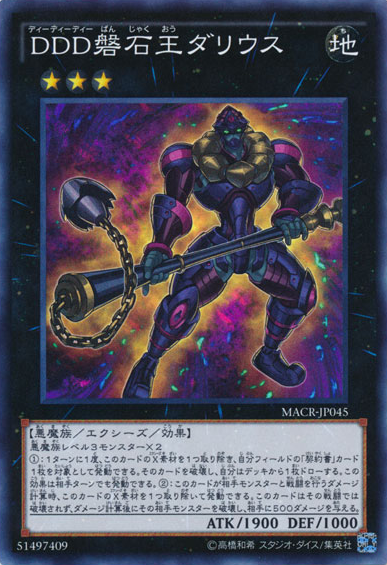 ディーディーディー ばん じゃく おう
DDD磐石王ダリウス
ち
地
MACR-JP045
【悪魔族／エクシーズ／効果】
悪魔族レベル３モンスター×２
①：１ターンに１度、このカードのX素材を１つ取り除き、自分フィールドの「契約書」カード
１枚を対象として発動できる。そのカードを破壊し、自分はデッキから１枚ドローする。この
効果は相手ターンでも発動できる。②：このカードが相手モンスターと戦闘を行うダメージ
計算時、このカードのX素材を１つ取り除いて発動できる。このカードはその戦闘では
破壊されず、ダメージ計算後にその相手モンスターを破壊し、相手に500ダメージを与える。
ATK/1900 DEF/1000
51497409
©高橋和希 スタジオ・ダイス/集英社